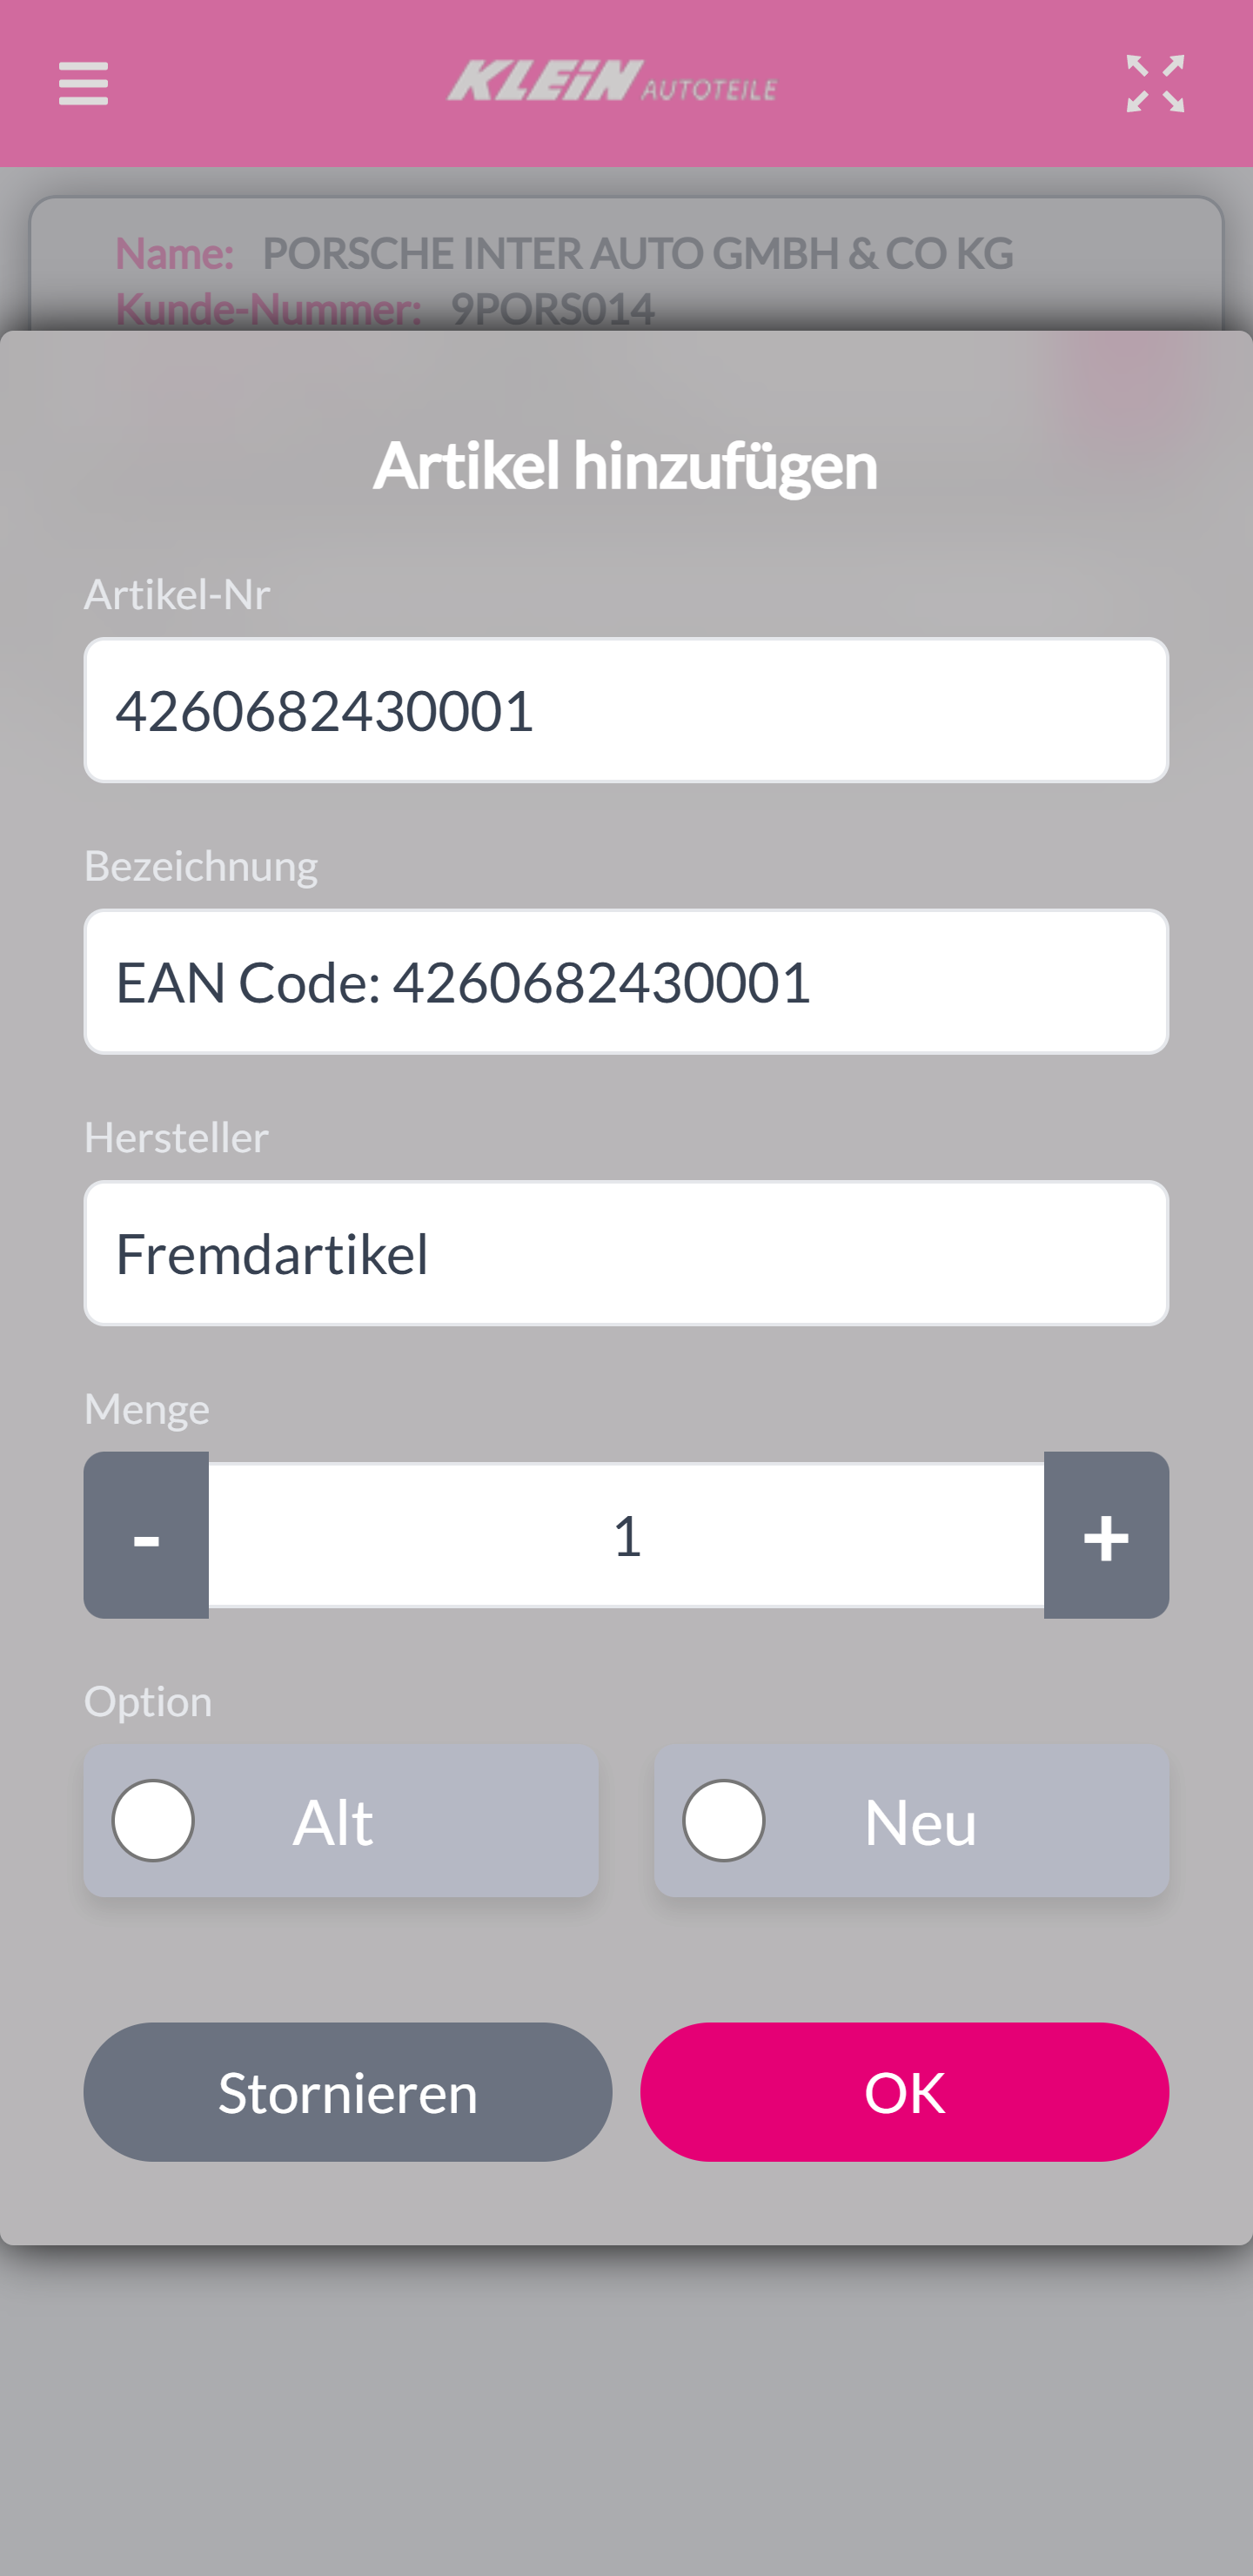 KLEiN AUTOTEILE
Name: PORSCHE INTER AUTO GMBH & CO KG
Kunde-Nummer: 9PORS014
Artikel hinzufügen
Artikel-Nr
4260682430001
Bezeichnung
EAN Code: 4260682430001
Hersteller
Fremdartikel
Menge
- 1 +
Option
Alt Neu
Stornieren OK